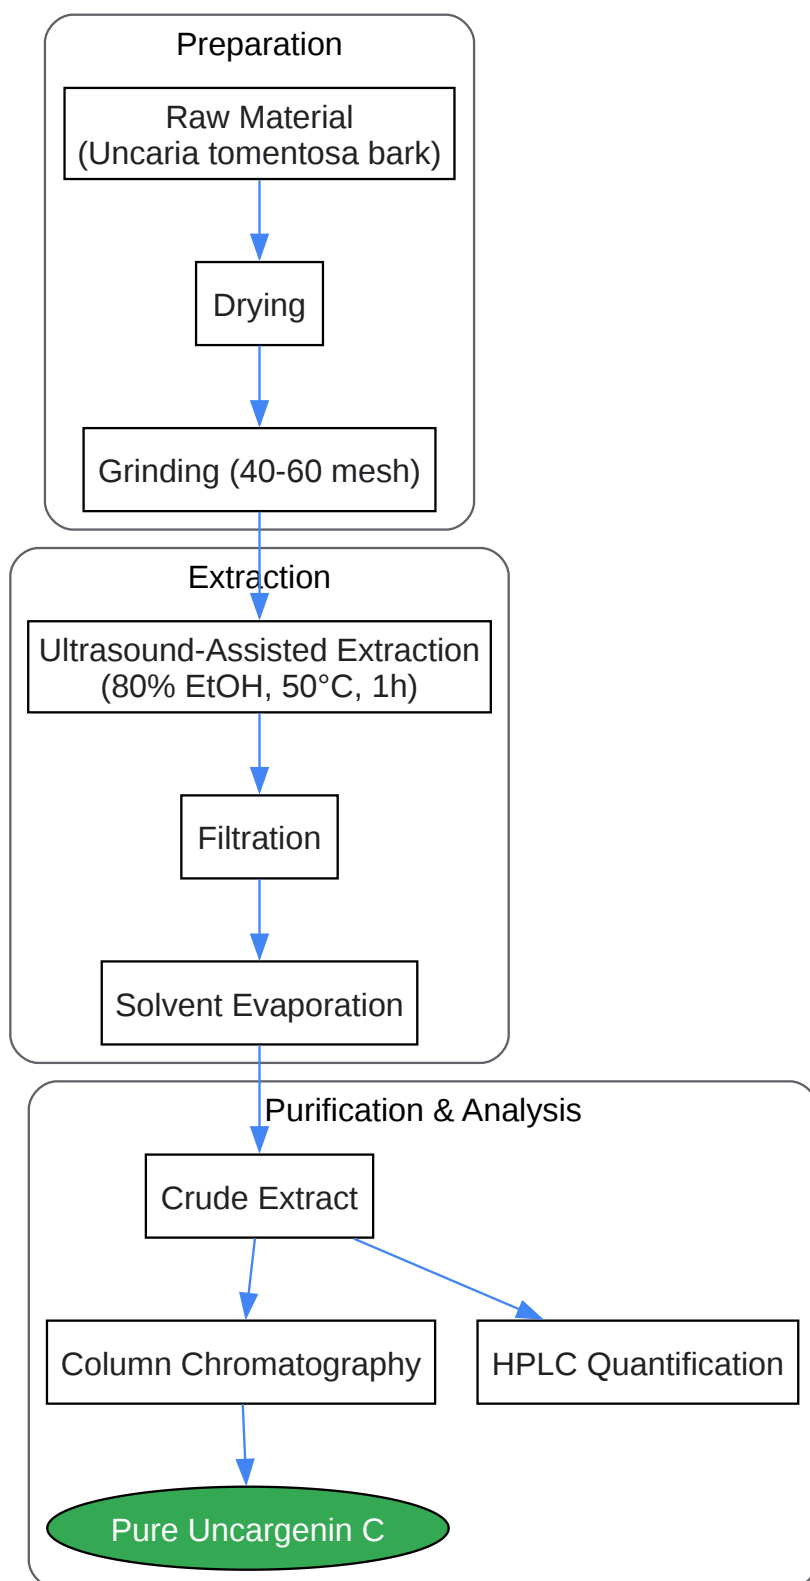 Preparation
Raw Material
(Uncaria tomentosa bark)
Drying
Grinding (40-60 mesh)
Extraction
Ultrasound-Assisted Extraction
(80% EtOH, 50°C, 1h)
Filtration
Solvent Evaporation
Purification & Analysis
Crude Extract
Column Chromatography
HPLC Quantification
Pure Uncargenin C